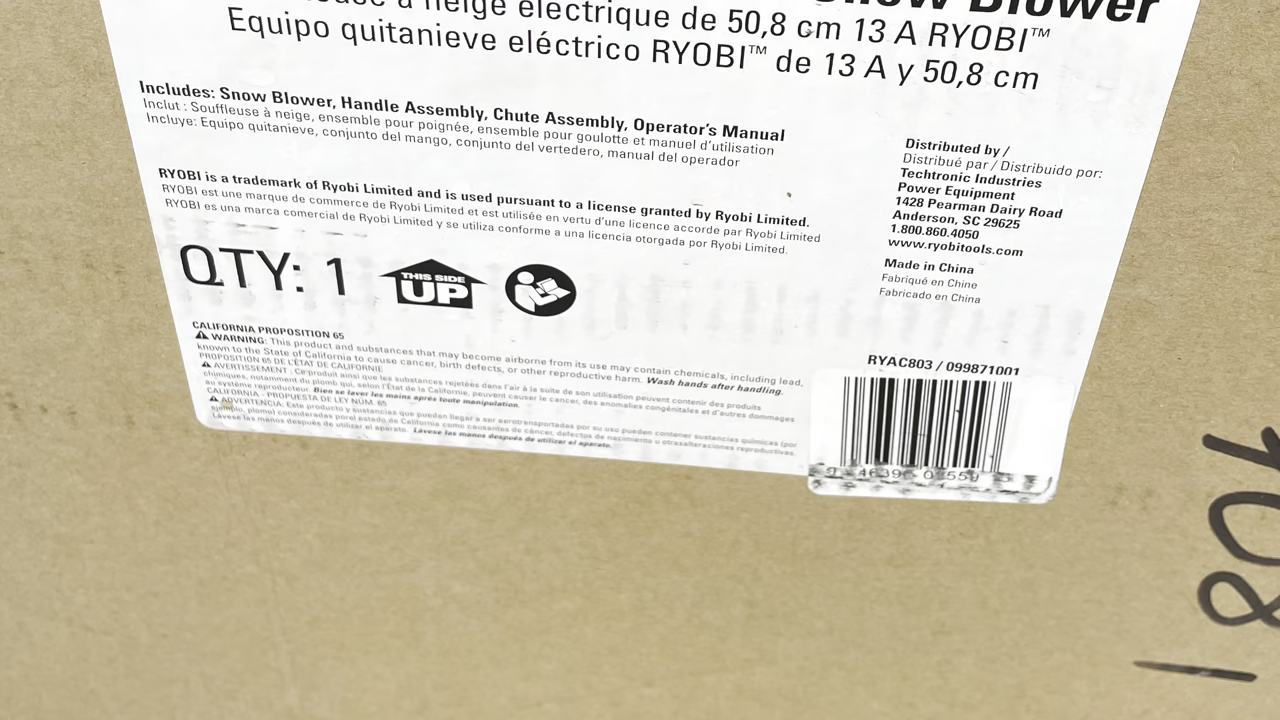 Snow Blower
à neige électrique de 50,8 cm 13 A RYOBI™
Equipo quitanieve eléctrico RYOBI™ de 13 A y 50,8 cm
Includes: Snow Blower, Handle Assembly, Chute Assembly, Operator's Manual
Inclut : Souffleuse à neige, ensemble pour poignée, ensemble pour goulotte et manuel d'utilisation
Incluye: Equipo quitanieve, conjunto del mango, conjunto del vertedero, manual del operador
RYOBI is a trademark of Ryobi Limited and is used pursuant to a license granted by Ryobi Limited.
RYOBI est une marque de commerce de Ryobi Limited et est utilisée en vertu d'une licence accorde par Ryobi Limited
RYOBI es una marca comercial de Ryobi Limited y se utiliza conforme a una licencia otorgada por Ryobi Limited.
Distributed by /
Distribué par / Distribuido por:
Techtronic Industries
Power Equipment
1428 Pearman Dairy Road
Anderson, SC 29625
1.800.860.4050
www.ryobitools.com
Made in China
Fabriqué en Chine
Fabricado en China
QTY: 1
THIS SIDE
UP
CALIFORNIA PROPOSITION 65
WARNING: This product and substances that may become airborne from its use may contain chemicals, including lead,
known to the State of California to cause cancer, birth defects, or other reproductive harm. Wash hands after handling.
PROPOSITION 65 DE L'ÉTAT DE CALIFORNIE
AVERTISSEMENT : Ce produit ainsi que les substances rejetées dans l'air à la suite de son utilisation peuvent contenir des produits
chimiques, notamment du plomb qui, selon l'État de la Californie, peuvent causer le cancer, des anomalies congénitales et d'autres dommages
au système reproducteur. Bien se laver les mains après toute manipulation.
CALIFORNIA - PROPUESTA DE LEY NÚM. 65
ADVERTENCIA: Este producto y sustancias que puedan llegar a ser aerotransportadas por su uso pueden contener sustancias químicas (por
ejemplo, plomo) consideradas por el estado de California como causantes de cáncer, defectos de nacimiento u otras alteraciones reproductivas.
Lávese las manos después de utilizar el aparato. Lávese las manos después de utilizar el aparato.
RYAC803 / 099871001
180